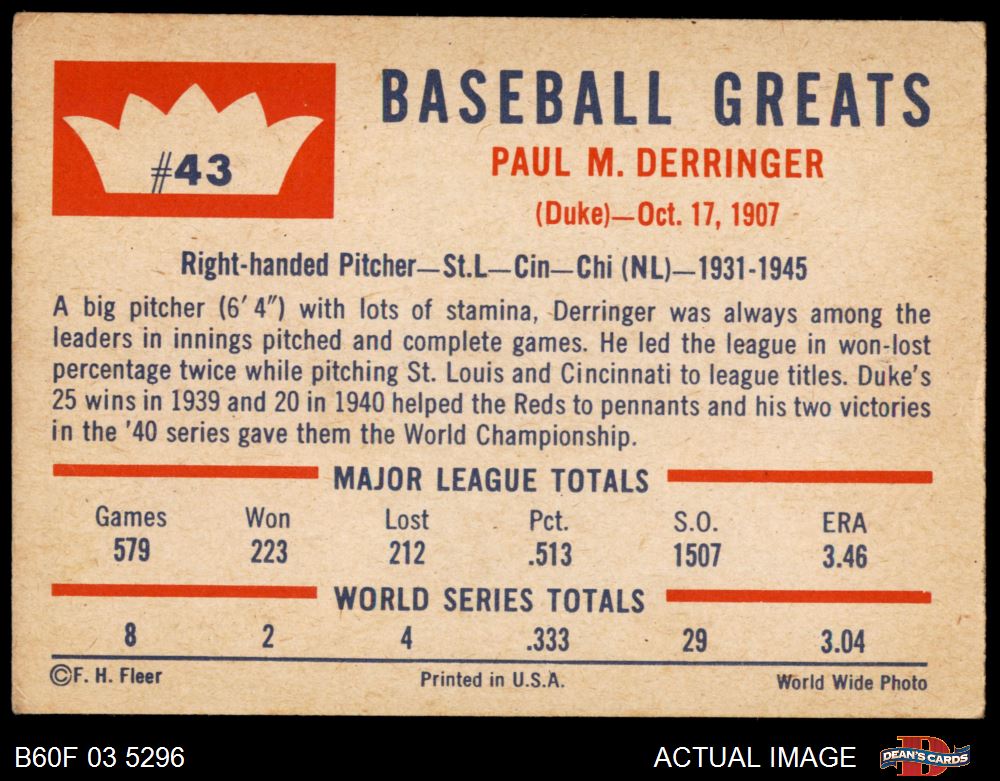 #43
BASEBALL GREATS
PAUL M. DERRINGER
(Duke)—Oct. 17, 1907
Right-handed Pitcher—St.L—Cin—Chi (NL)—1931-1945
A big pitcher (6′ 4″) with lots of stamina, Derringer was always among the
leaders in innings pitched and complete games. He led the league in won-lost
percentage twice while pitching St. Louis and Cincinnati to league titles. Duke's
25 wins in 1939 and 20 in 1940 helped the Reds to pennants and his two victories
in the '40 series gave them the World Championship.
MAJOR LEAGUE TOTALS
Games Won Lost Pct. S.O. ERA
579 223 212 .513 1507 3.46
WORLD SERIES TOTALS
8 2 4 .333 29 3.04
©F. H. Fleer Printed in U.S.A. World Wide Photo
B60F 03 5296 ACTUAL IMAGE DEAN'S CARDS